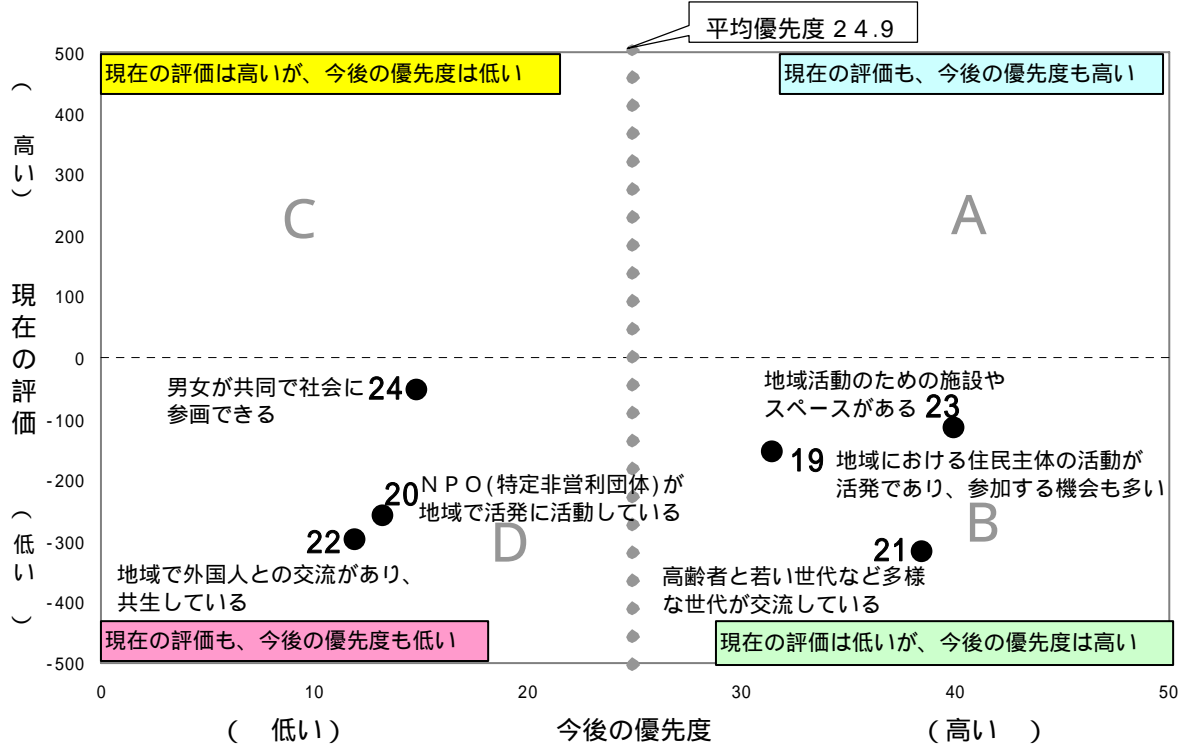 平均優先度２４.９
現在の評価は高いが、今後の優先度は低い
現在の評価も、今後の優先度も高い
500
400
300
200
100
0
-100
-200
-300
-400
-500
（ 高い）
現在の評価
（低い ）
C
A
男女が共同で社会に
参画できる
24
地域活動のための施設や
スペースがある
23
19
地域における住民主体の活動が
活発であり、参加する機会も多い
20
ＮＰＯ(特定非営利団体)が
地域で活発に活動している
D
B
22
地域で外国人との交流があり、
共生している
21
高齢者と若い世代など多様
な世代が交流している
現在の評価も、今後の優先度も低い
現在の評価は低いが、今後の優先度は高い
0
10
20
30
40
50
（ 低い）
今後の優先度
（高い ）